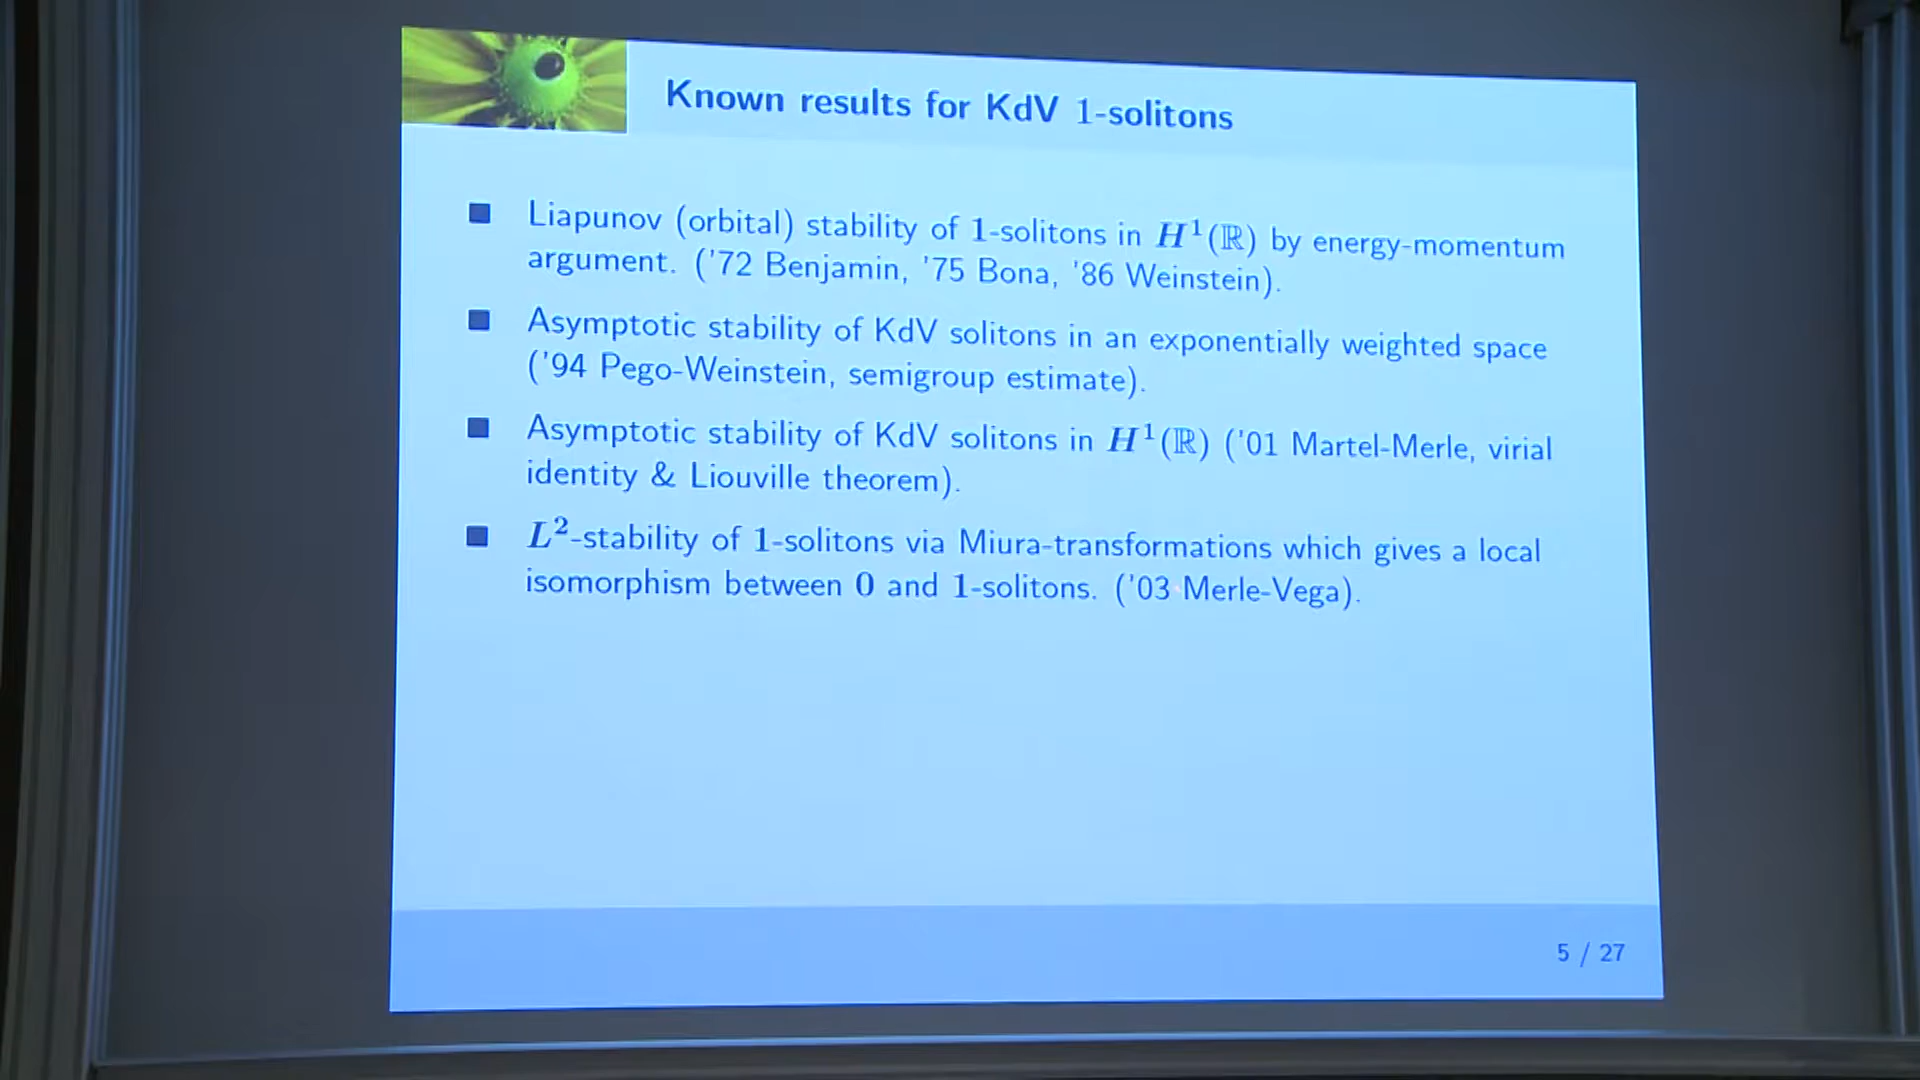 Known results for KdV 1-solitons
Liapunov (orbital) stability of 1-solitons in H¹(ℝ) by energy-momentum
argument. ('72 Benjamin, '75 Bona, '86 Weinstein).
Asymptotic stability of KdV solitons in an exponentially weighted space
('94 Pego-Weinstein, semigroup estimate).
Asymptotic stability of KdV solitons in H¹(ℝ) ('01 Martel-Merle, virial
identity & Liouville theorem).
L²-stability of 1-solitons via Miura-transformations which gives a local
isomorphism between 0 and 1-solitons. ('03 Merle-Vega).
5 / 27